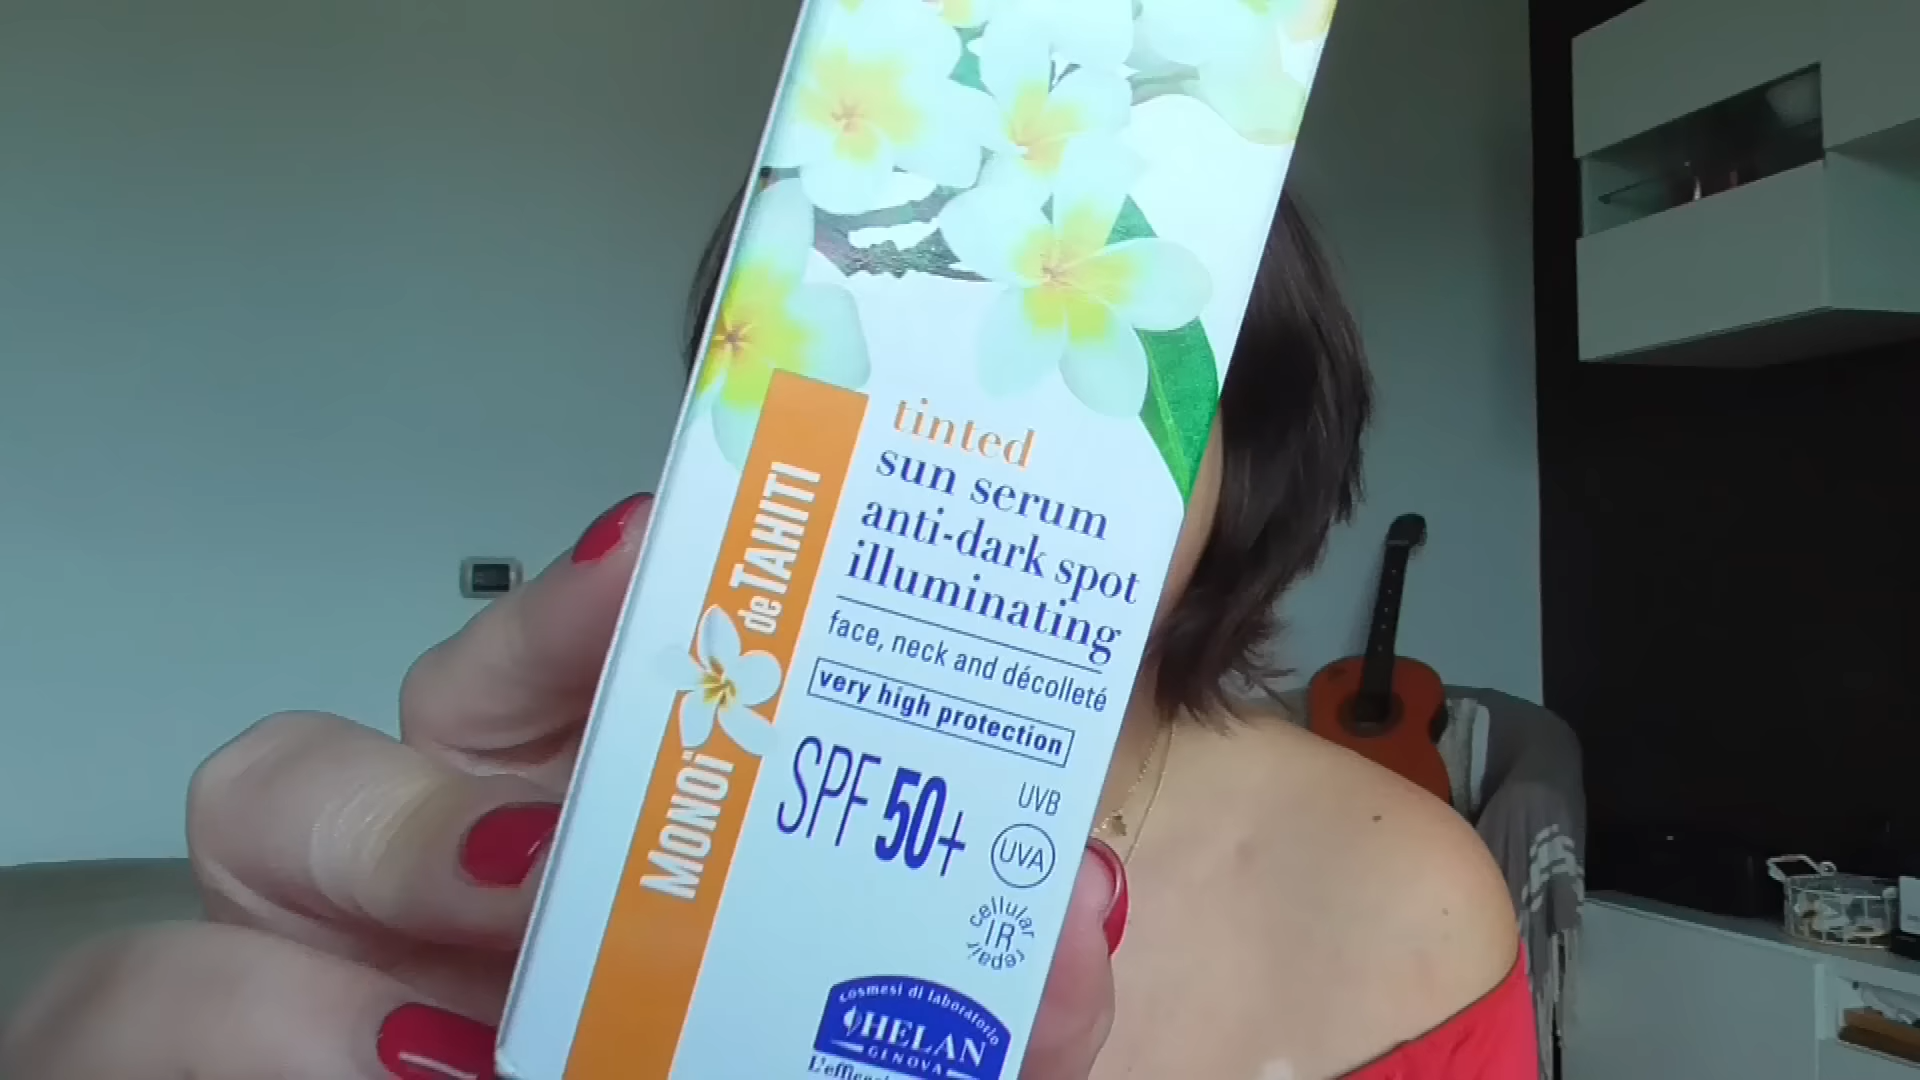 tinted
sun serum
anti-dark spot
illuminating
face, neck and décolleté
very high protection
SPF 50+
UVB
UVA
cellular
IR
repair
MONOÏ de TAHITI
cosmesi di laboratorio
HELAN
GENOVA